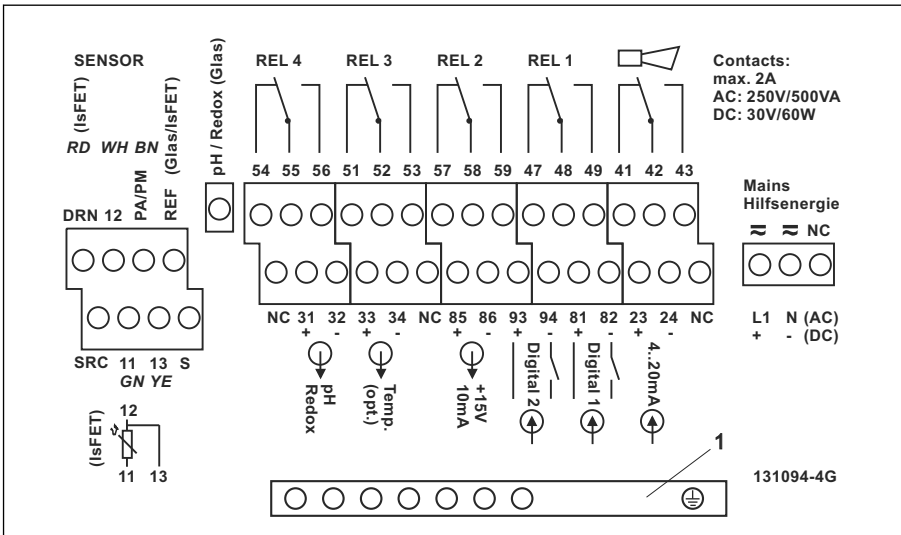 SENSOR
(IsFET)
RD WH BN
PA/PM
REF (Glas/IsFET)
DRN 12
SRC 11 13 S
GN YE
(IsFET)
12
11 13
pH / Redox (Glas)
REL 4 REL 3 REL 2 REL 1
54 55 56 51 52 53 57 58 59 47 48 49 41 42 43
NC 31 32 33 34 NC 85 86 93 94 81 82 23 24 NC
+ - + - + - + - + - + -
pH
Redox
Temp.
(opt.)
+15V
10mA
Digital 2
Digital 1
4..20mA
Contacts:
max. 2A
AC: 250V/500VA
DC: 30V/60W
Mains
Hilfsenergie
NC
L1 N (AC)
+ - (DC)
1
131094-4G